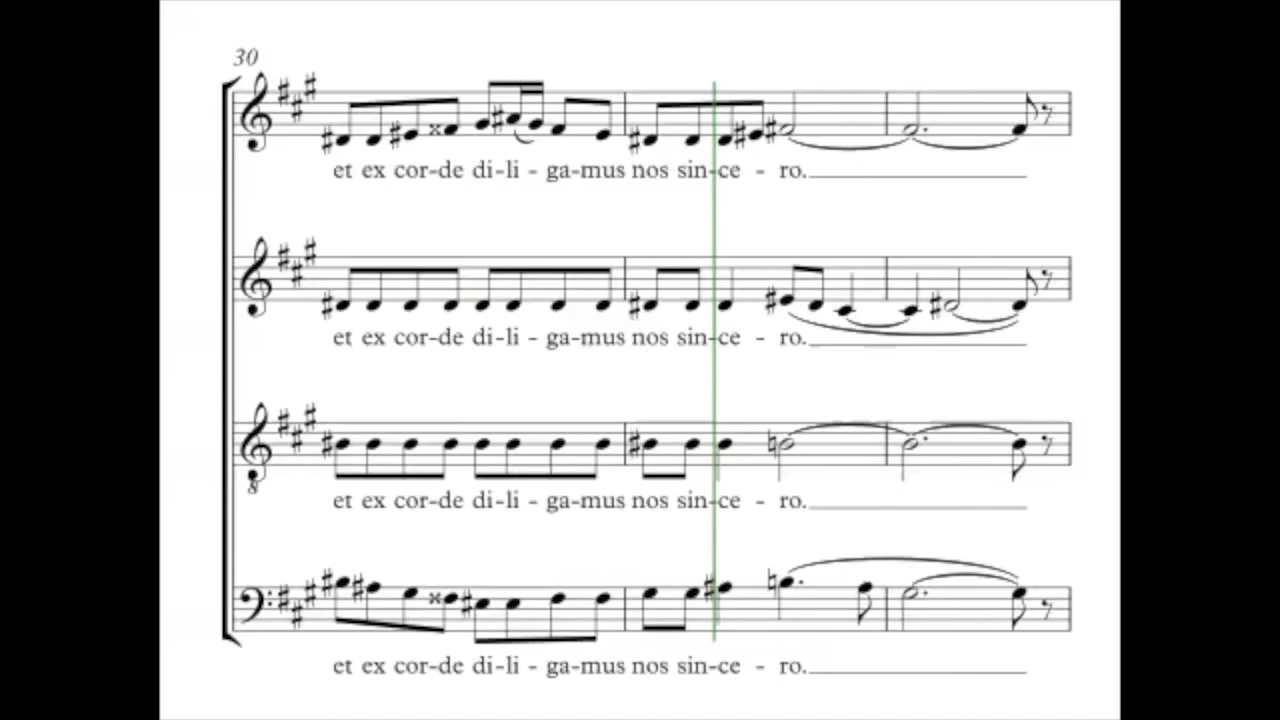 30
et ex cor-de di-li - ga-mus nos sin-ce - ro.
et ex cor-de di-li - ga-mus nos sin-ce - ro.
8
et ex cor-de di-li - ga-mus nos sin-ce - ro.
et ex cor-de di-li - ga-mus nos sin-ce - ro.